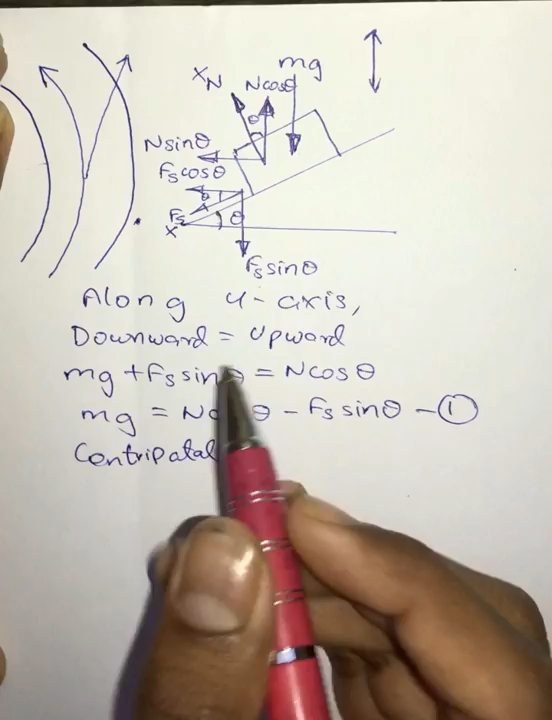 mg
N Ncosθ
θ
Nsinθ
Fscosθ
θ
Fs θ
x
Fssinθ
Along y-axis,
Downward = Upward
mg + Fs sinθ = Ncosθ
mg = Ncosθ - Fs sinθ - ①
Centripatal